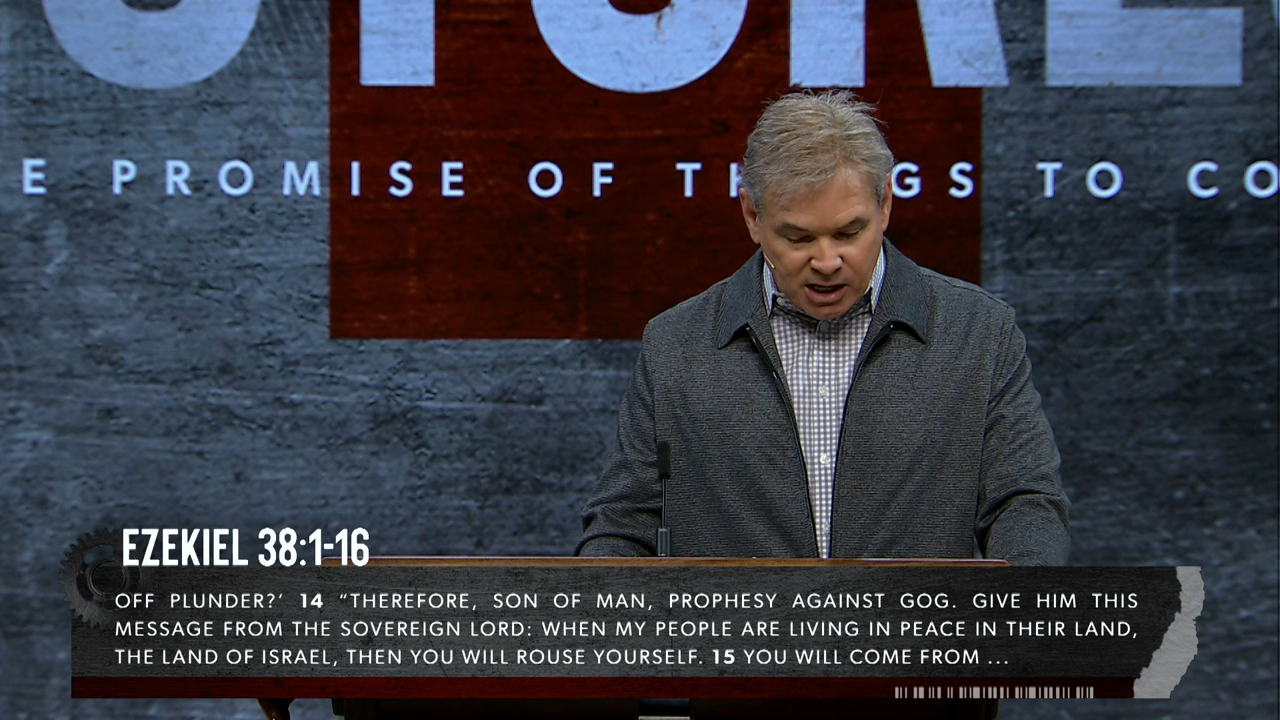 E PROMISE OF TH GS TO CO
EZEKIEL 38:1-16
OFF PLUNDER?’ 14 “THEREFORE, SON OF MAN, PROPHESY AGAINST GOG. GIVE HIM THIS
MESSAGE FROM THE SOVEREIGN LORD: WHEN MY PEOPLE ARE LIVING IN PEACE IN THEIR LAND,
THE LAND OF ISRAEL, THEN YOU WILL ROUSE YOURSELF. 15 YOU WILL COME FROM ...